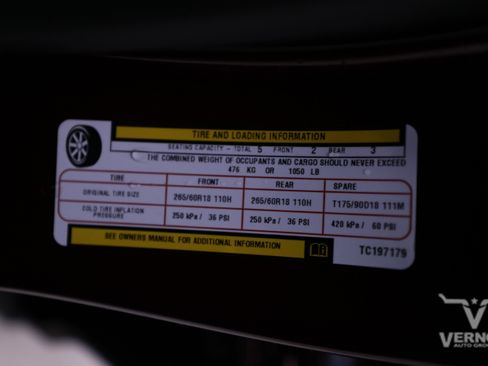 TIRE AND LOADING INFORMATION
SEATING CAPACITY - TOTAL 5 FRONT 2 REAR 3
THE COMBINED WEIGHT OF OCCUPANTS AND CARGO SHOULD NEVER EXCEED
476 KG OR 1050 LB
TIRE FRONT REAR SPARE
ORIGINAL TIRE SIZE 265/60R18 110H 265/60R18 110H T175/90D18 111M
COLD TIRE INFLATION PRESSURE 250 kPa / 36 PSI 250 kPa / 36 PSI 420 kPa / 60 PSI
SEE OWNERS MANUAL FOR ADDITIONAL INFORMATION
TC197179
VERNO
AUTO GROU